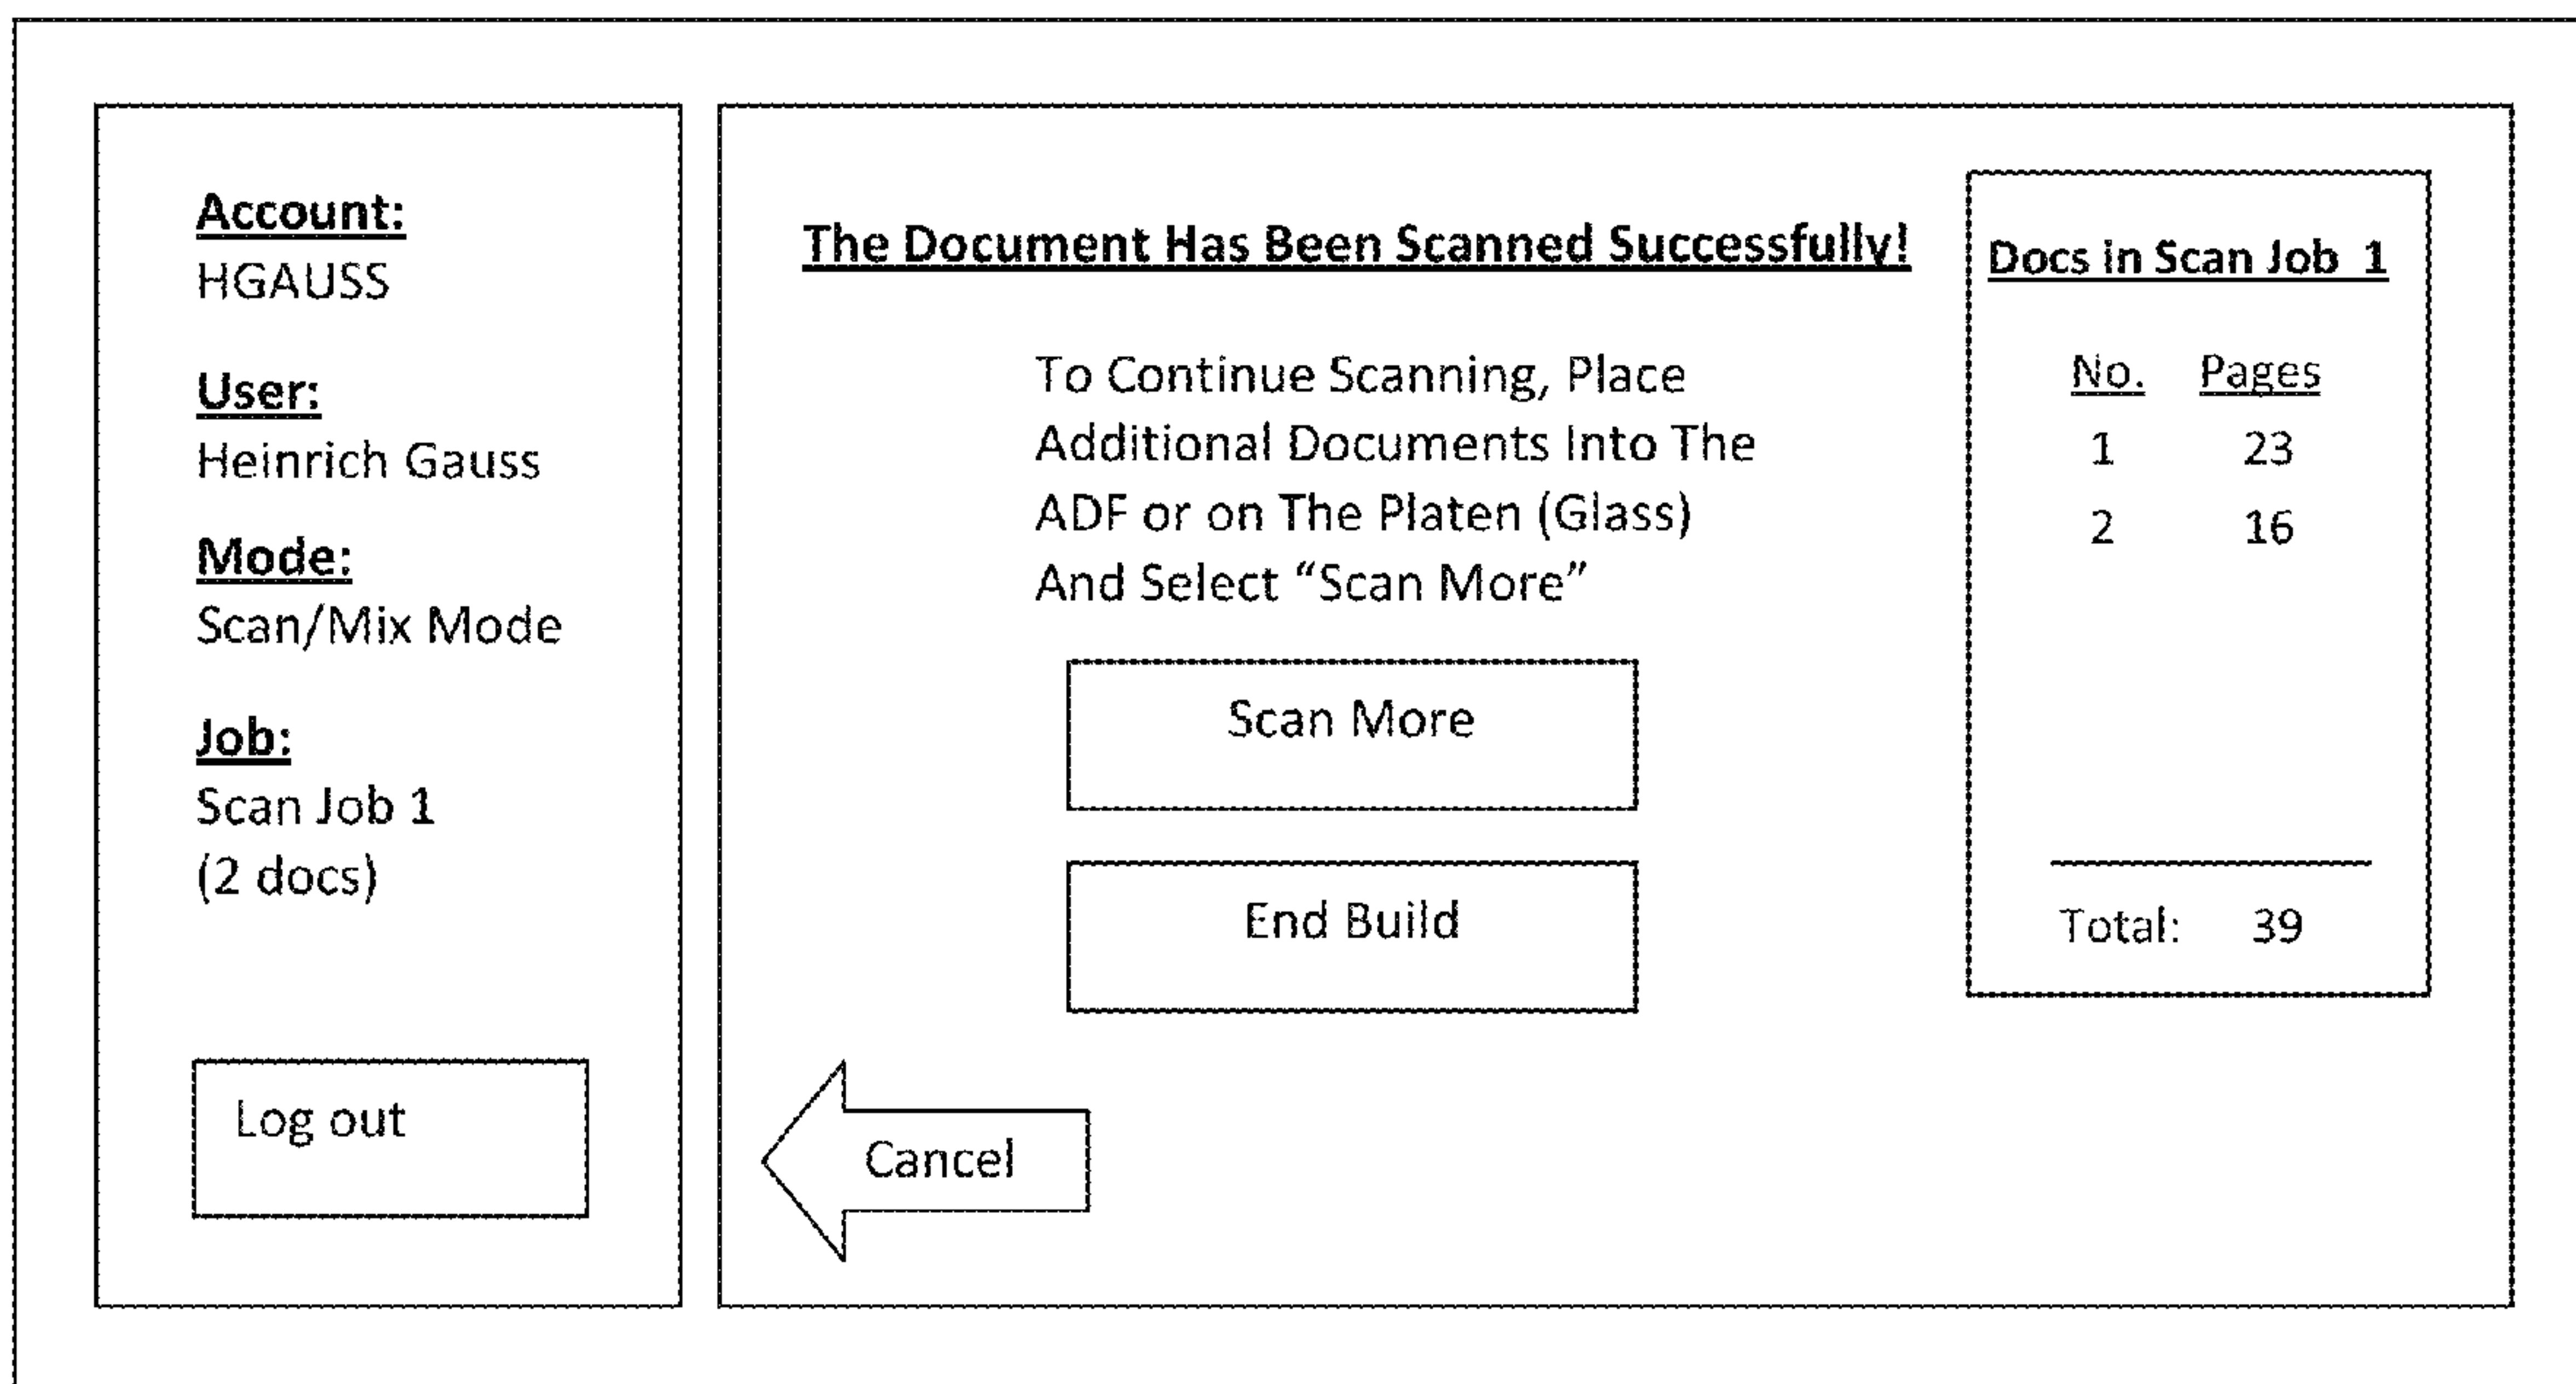 Account:
HGAUSS
User:
Heinrich Gauss
Mode:
Scan/Mix Mode
Job:
Scan Job 1
(2 docs)
Log out
The Document Has Been Scanned Successfully!
To Continue Scanning, Place
Additional Documents Into The
ADF or on The Platen (Glass)
And Select “Scan More”
Scan More
End Build
Cancel
Docs in Scan Job 1
No. Pages
1 23
2 16
Total: 39